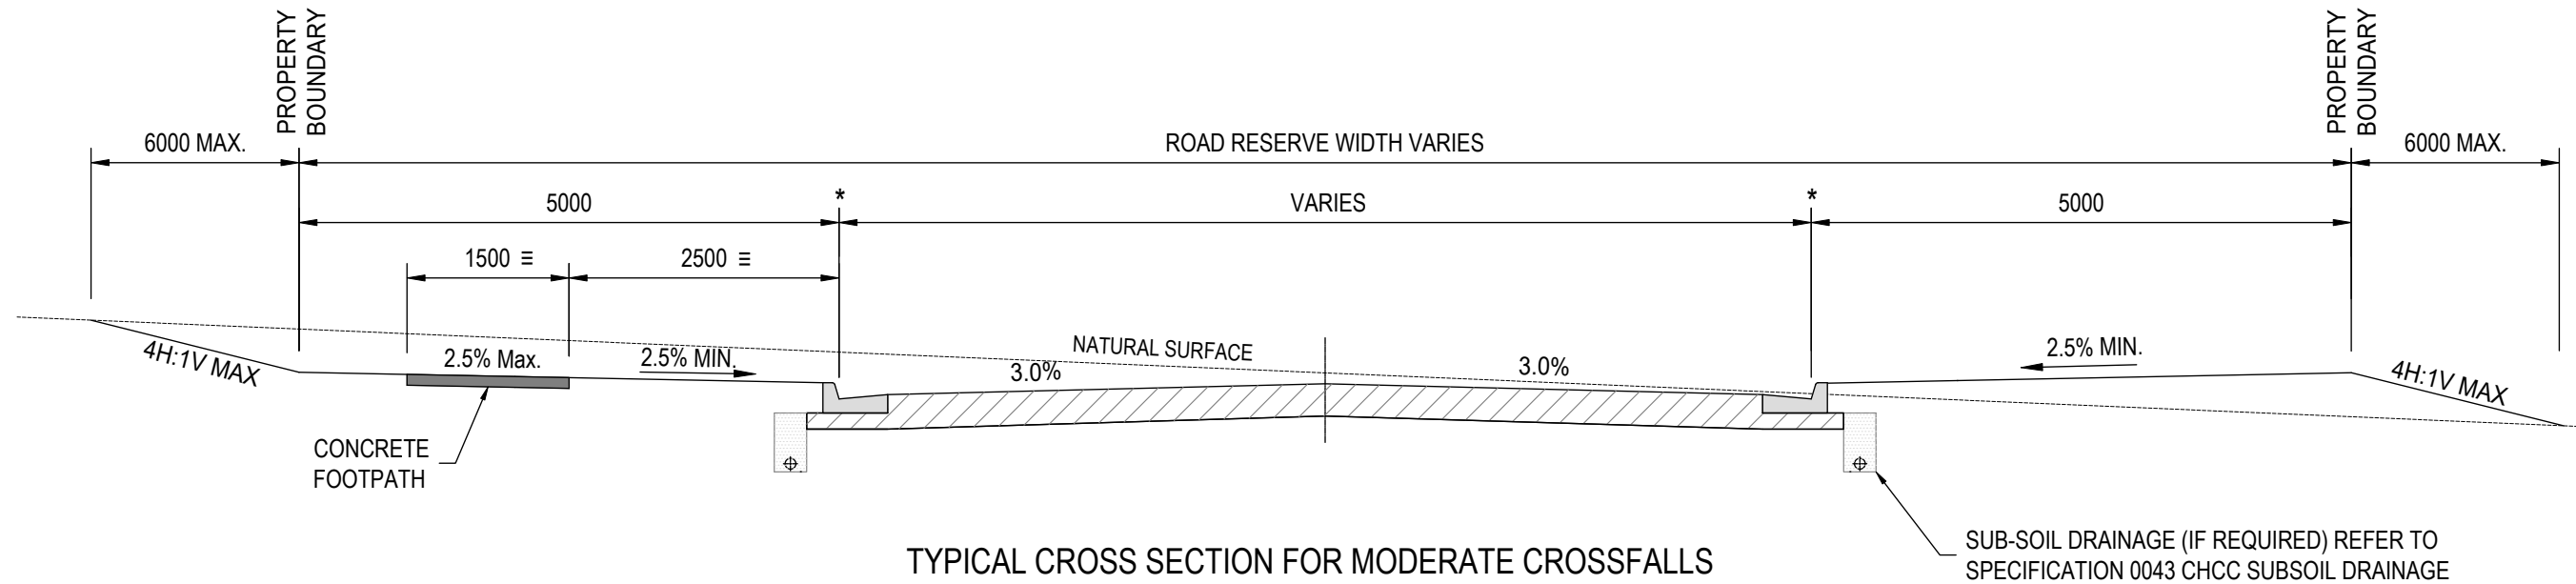 PROPERTY
BOUNDARY
PROPERTY
BOUNDARY
6000 MAX.
ROAD RESERVE WIDTH VARIES
6000 MAX.
5000
*
VARIES
*
5000
1500 ≡
2500 ≡
4H:1V MAX
2.5% Max.
2.5% MIN.
NATURAL SURFACE
3.0%
3.0%
2.5% MIN.
4H:1V MAX
CONCRETE
FOOTPATH
TYPICAL CROSS SECTION FOR MODERATE CROSSFALLS
SUB-SOIL DRAINAGE (IF REQUIRED) REFER TO
SPECIFICATION 0043 CHCC SUBSOIL DRAINAGE